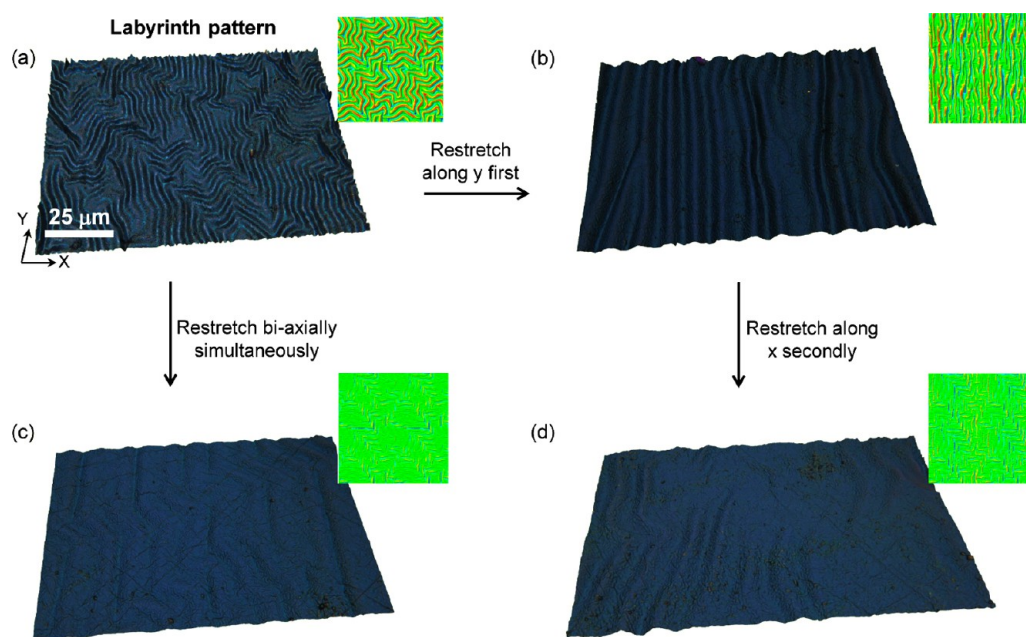 Labyrinth pattern
(a)
(b)
Restretch
along y first
25 μm
Y
X
Restretch bi-axially
simultaneously
Restretch along
x secondly
(c)
(d)